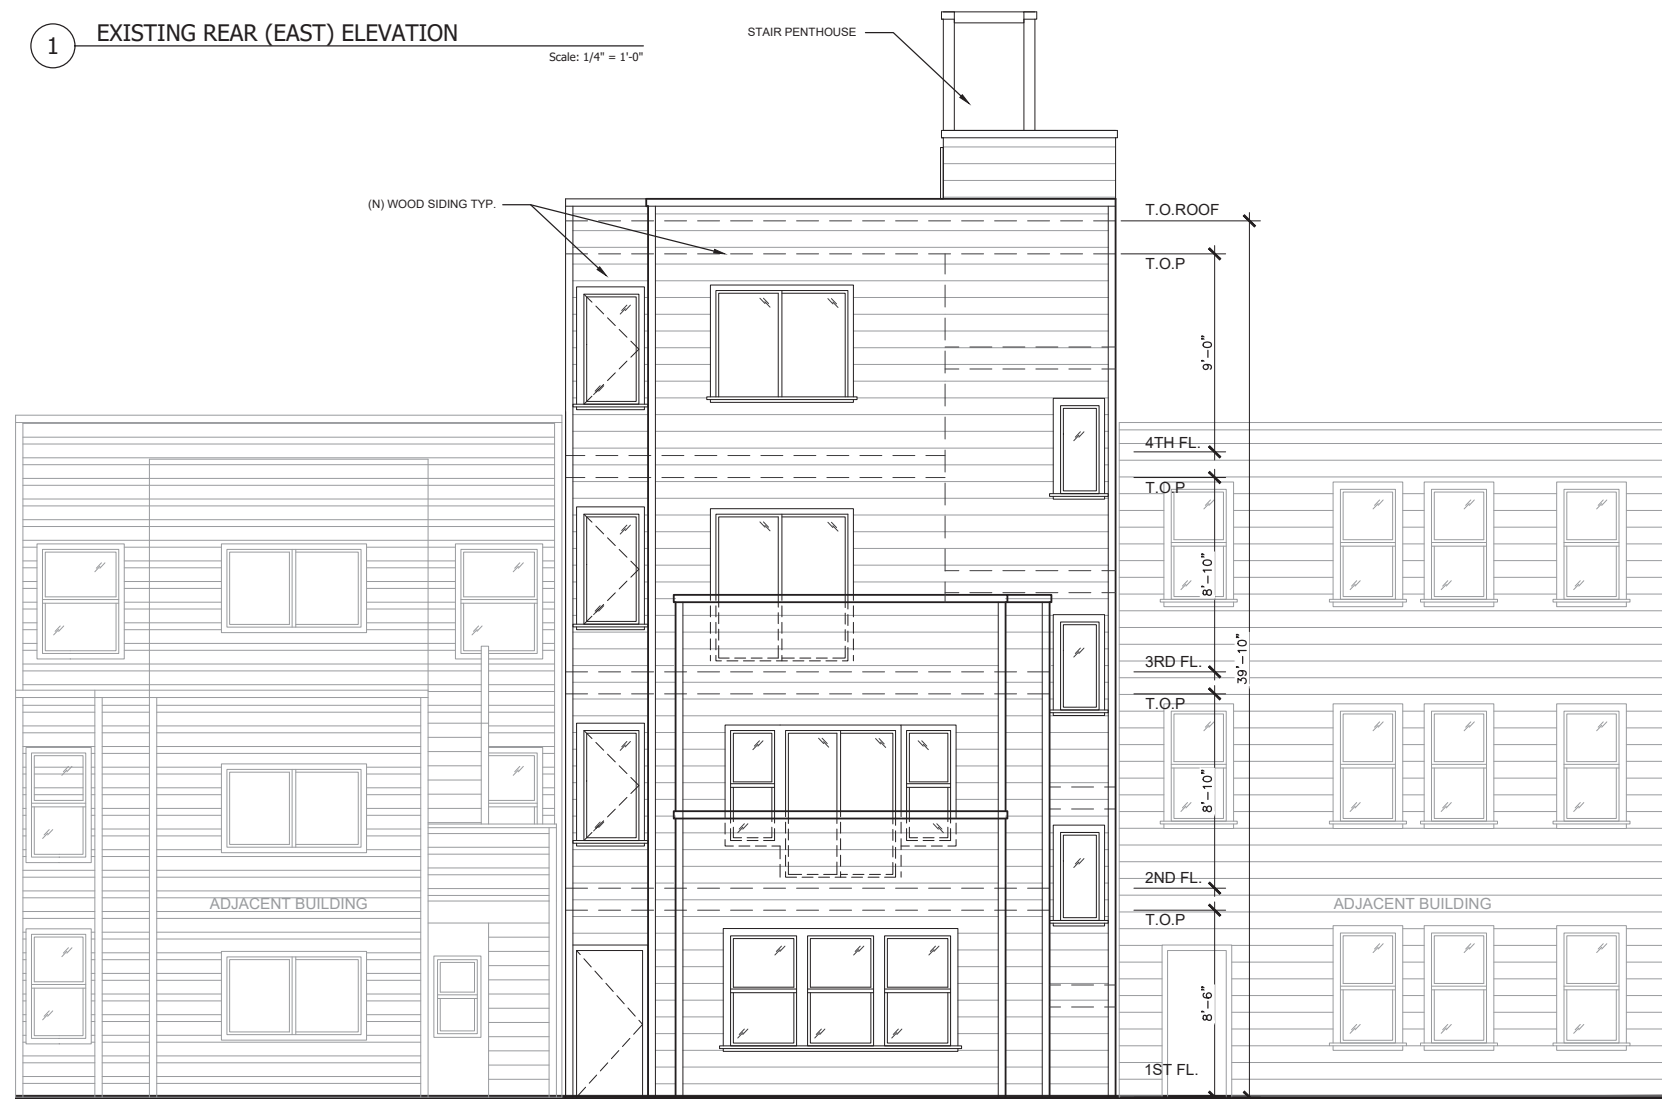 1
EXISTING REAR (EAST) ELEVATION
Scale: 1/4" = 1'-0"
STAIR PENTHOUSE
(N) WOOD SIDING TYP.
T.O.ROOF
T.O.P
9'-0"
4TH FL.
T.O.P
8'-10"
39'-10"
3RD FL.
T.O.P
8'-10"
2ND FL.
ADJACENT BUILDING
ADJACENT BUILDING
T.O.P
8'-6"
1ST FL.